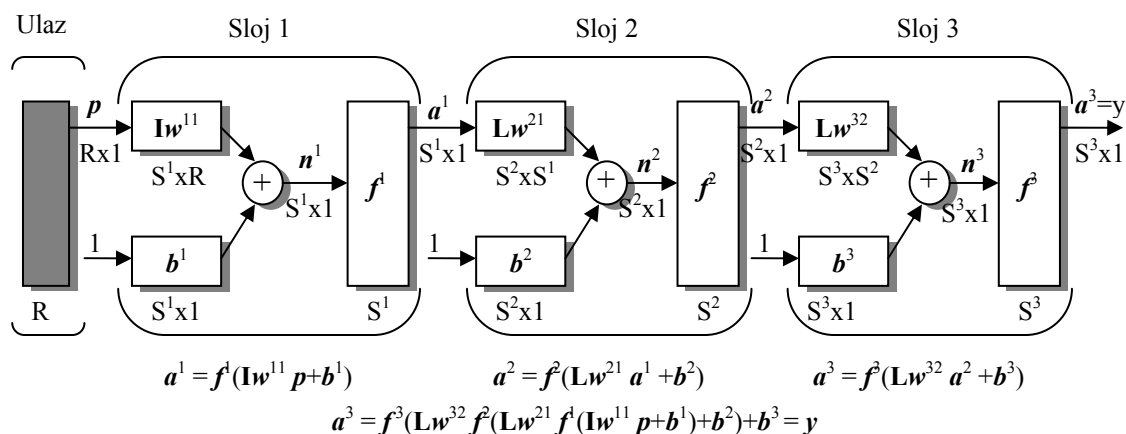 Ulaz Sloj 1 Sloj 2 Sloj 3
p Iw¹¹ a¹ Lw²¹ a² Lw³² a³=y
Rx1 S¹xR n¹ S¹x1 S²xS¹ n² S²x1 S³xS² n³ S³x1
+ S¹x1 f¹ + S²x1 f² + S³x1 f³
1 b¹ 1 b² 1 b³
R S¹x1 S¹ S²x1 S² S³x1 S³
a¹ = f¹(Iw¹¹ p+b¹) a² = f²(Lw²¹ a¹ +b²) a³ = f³(Lw³² a² +b³)
a³ = f³(Lw³² f²(Lw²¹ f¹(Iw¹¹ p+b¹)+b²)+b³ = y